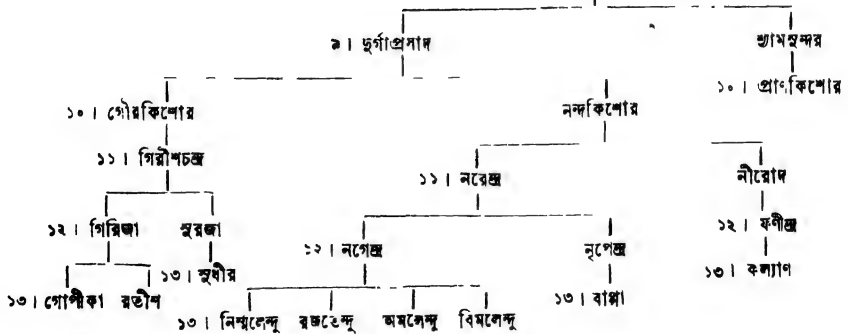 ৯। দুর্গাপ্রসাদ শ্যামসুন্দর
১০। গৌরকিশোর নন্দকিশোর ১০। প্রাণকিশোর
১১। গিরীশচন্দ্র ১১। নরেন্দ্র নীরোদ
১২। গিরিজা সুরজা ১২। নগেন্দ্র নৃপেন্দ্র ১২। ফণীন্দ্র
১৩। গোপীকা রতীশ ১৩। সুধীর ১৩। নির্ম্মলেন্দু রজতেন্দু অমলেন্দু বিমলেন্দু ১৩। বাপ্পা ১৩। কল্যাণ